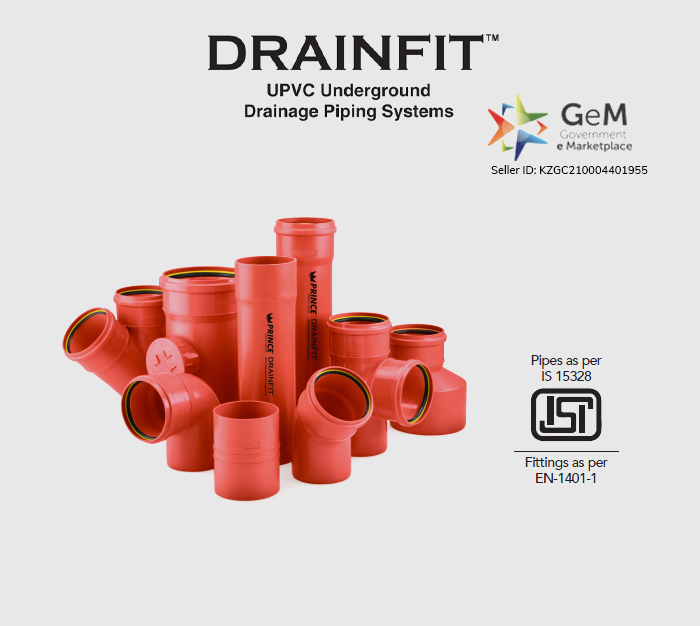 DRAINFIT™
UPVC Underground
Drainage Piping Systems
GeM
Government
e Marketplace
Seller ID: KZGC210004401955
PRINCE DRAINFIT
PRINCE DRAINFIT
Pipes as per
IS 15328
ISI
Fittings as per
EN-1401-1